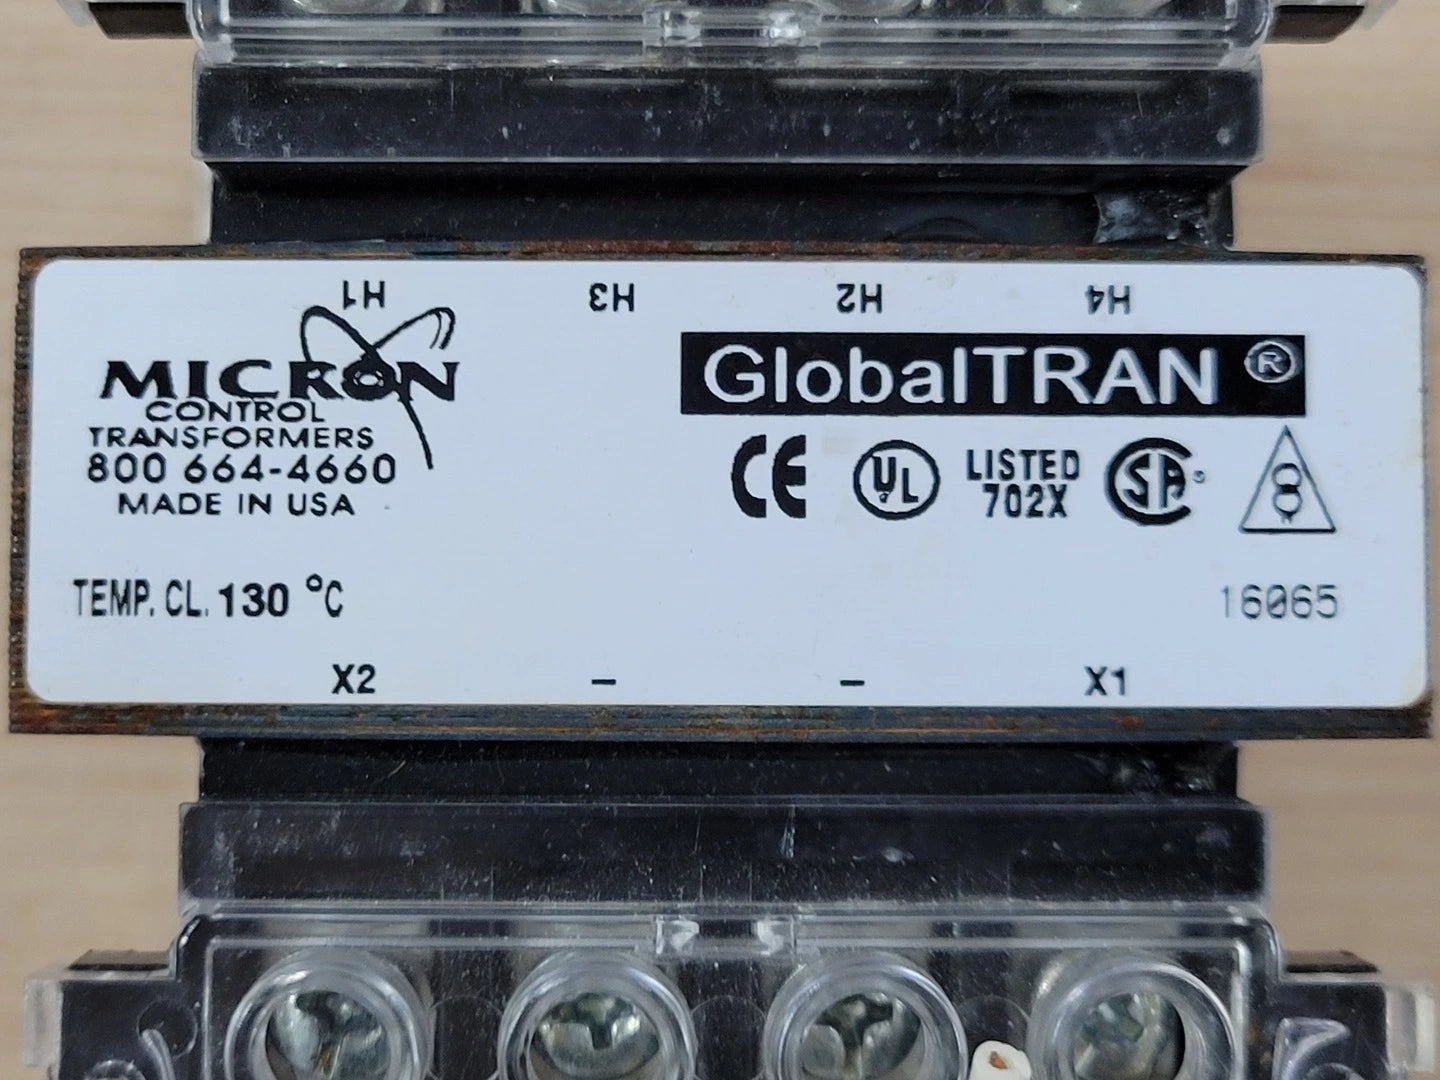 H1 H3 H2 H4
MICRON
CONTROL
TRANSFORMERS
800 664-4660
MADE IN USA
GlobalTRAN ®
CE UL LISTED 702X SA
TEMP. CL. 130 °C
16065
X2 – – X1